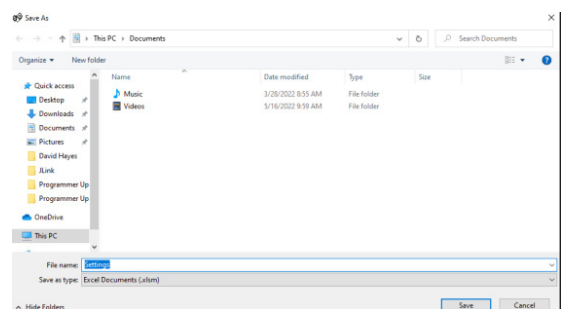 Save As
This PC › Documents
Search Documents
Organize
New folder
Name Date modified Type Size
Quick access
Desktop
Downloads
Documents
Pictures
David Hayes
JLink
Programmer Up
Programmer Up
OneDrive
This PC
Music 3/28/2022 8:55 AM File folder
Videos 5/16/2022 9:59 AM File folder
File name: Settings
Save as type: Excel Documents (.xlsm)
Hide Folders
Save Cancel